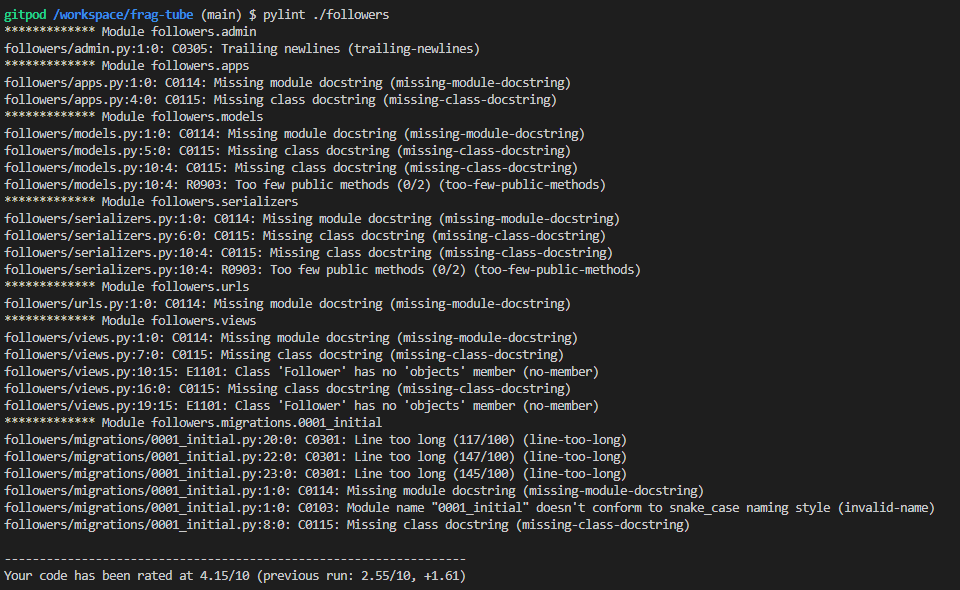 gitpod /workspace/frag-tube (main) $ pylint ./followers
************* Module followers.admin
followers/admin.py:1:0: C0305: Trailing newlines (trailing-newlines)
************* Module followers.apps
followers/apps.py:1:0: C0114: Missing module docstring (missing-module-docstring)
followers/apps.py:4:0: C0115: Missing class docstring (missing-class-docstring)
************* Module followers.models
followers/models.py:1:0: C0114: Missing module docstring (missing-module-docstring)
followers/models.py:5:0: C0115: Missing class docstring (missing-class-docstring)
followers/models.py:10:4: C0115: Missing class docstring (missing-class-docstring)
followers/models.py:10:4: R0903: Too few public methods (0/2) (too-few-public-methods)
************* Module followers.serializers
followers/serializers.py:1:0: C0114: Missing module docstring (missing-module-docstring)
followers/serializers.py:6:0: C0115: Missing class docstring (missing-class-docstring)
followers/serializers.py:10:4: C0115: Missing class docstring (missing-class-docstring)
followers/serializers.py:10:4: R0903: Too few public methods (0/2) (too-few-public-methods)
************* Module followers.urls
followers/urls.py:1:0: C0114: Missing module docstring (missing-module-docstring)
************* Module followers.views
followers/views.py:1:0: C0114: Missing module docstring (missing-module-docstring)
followers/views.py:7:0: C0115: Missing class docstring (missing-class-docstring)
followers/views.py:10:15: E1101: Class 'Follower' has no 'objects' member (no-member)
followers/views.py:16:0: C0115: Missing class docstring (missing-class-docstring)
followers/views.py:19:15: E1101: Class 'Follower' has no 'objects' member (no-member)
************* Module followers.migrations.0001_initial
followers/migrations/0001_initial.py:20:0: C0301: Line too long (117/100) (line-too-long)
followers/migrations/0001_initial.py:22:0: C0301: Line too long (147/100) (line-too-long)
followers/migrations/0001_initial.py:23:0: C0301: Line too long (145/100) (line-too-long)
followers/migrations/0001_initial.py:1:0: C0114: Missing module docstring (missing-module-docstring)
followers/migrations/0001_initial.py:1:0: C0103: Module name "0001_initial" doesn't conform to snake_case naming style (invalid-name)
followers/migrations/0001_initial.py:8:0: C0115: Missing class docstring (missing-class-docstring)
------------------------------------------------------------------
Your code has been rated at 4.15/10 (previous run: 2.55/10, +1.61)